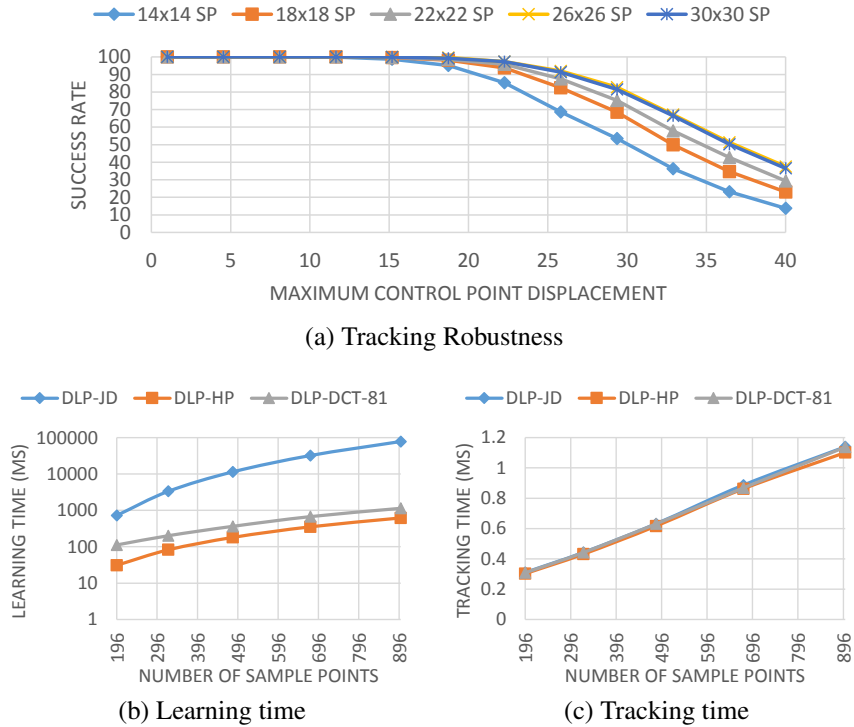 14x14 SP 18x18 SP 22x22 SP 26x26 SP 30x30 SP
100
90
80
70
60
50
40
30
20
10
0
SUCCESS RATE
0 5 10 15 20 25 30 35 40
MAXIMUM CONTROL POINT DISPLACEMENT
(a) Tracking Robustness
DLP-JD DLP-HP DLP-DCT-81
100000
10000
1000
100
10
1
LEARNING TIME (MS)
196 296 396 496 596 696 796 896
NUMBER OF SAMPLE POINTS
(b) Learning time
DLP-JD DLP-HP DLP-DCT-81
1.2
1
0.8
0.6
0.4
0.2
0
TRACKING TIME (MS)
196 296 396 496 596 696 796 896
NUMBER OF SAMPLE POINTS
(c) Tracking time